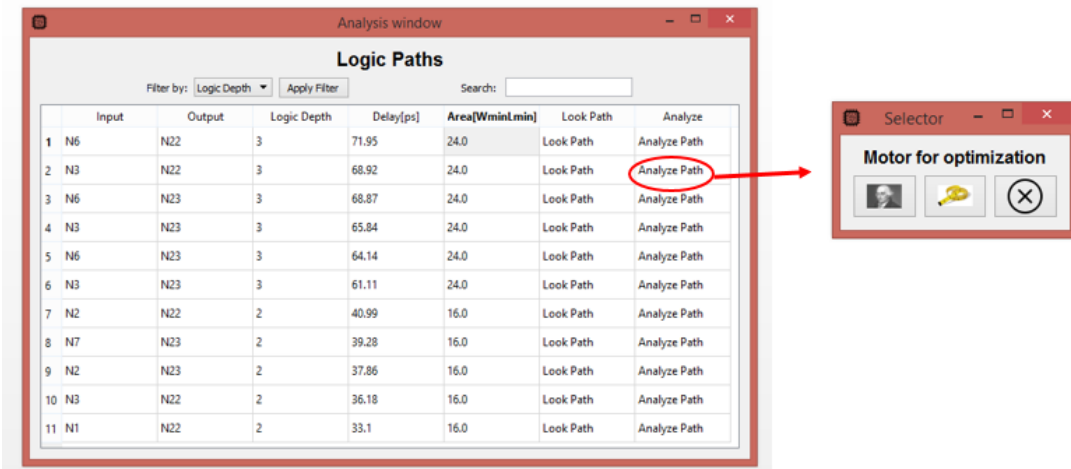 Analysis window
Logic Paths
Filter by: Logic Depth Apply Filter Search:
Input Output Logic Depth Delay[ps] Area[WminLmin] Look Path Analyze
1 N6 N22 3 71.95 24.0 Look Path Analyze Path
2 N3 N22 3 68.92 24.0 Look Path Analyze Path
3 N6 N23 3 68.87 24.0 Look Path Analyze Path
4 N3 N23 3 65.84 24.0 Look Path Analyze Path
5 N6 N23 3 64.14 24.0 Look Path Analyze Path
6 N3 N23 3 61.11 24.0 Look Path Analyze Path
7 N2 N22 2 40.99 16.0 Look Path Analyze Path
8 N7 N23 2 39.28 16.0 Look Path Analyze Path
9 N2 N23 2 37.86 16.0 Look Path Analyze Path
10 N3 N22 2 36.18 16.0 Look Path Analyze Path
11 N1 N22 2 33.1 16.0 Look Path Analyze Path
Selector
Motor for optimization